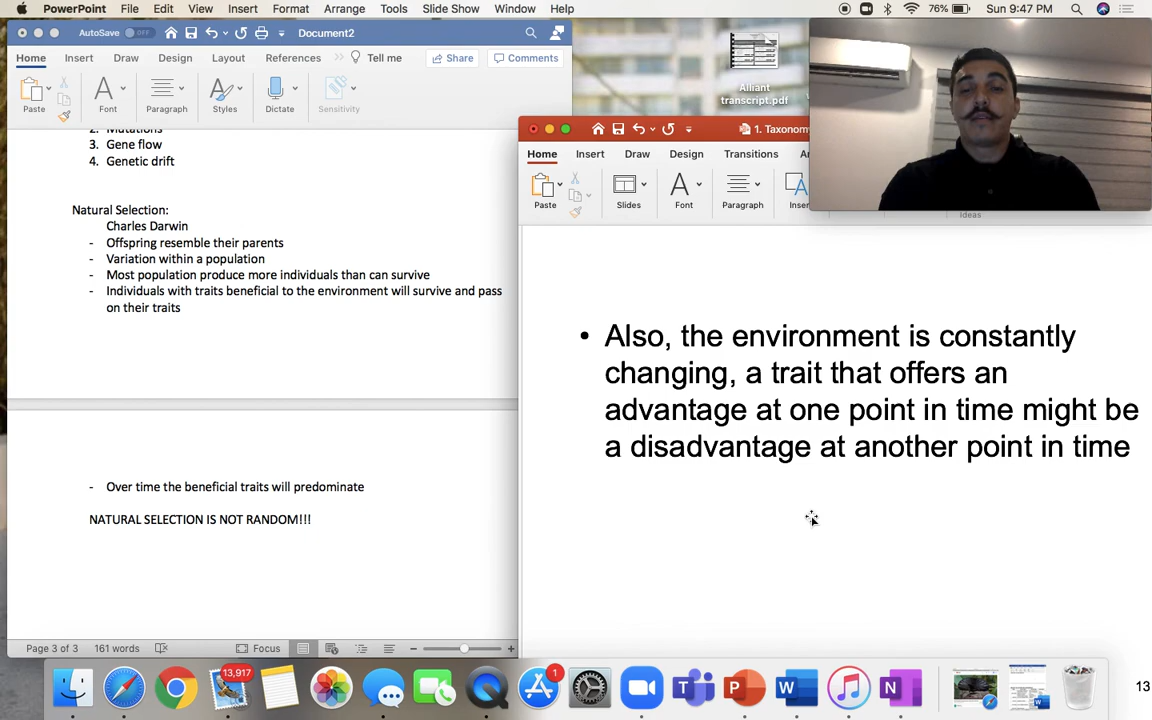 PowerPoint File Edit View Insert Format Arrange Tools Slide Show Window Help 76% Sun 9:47 PM
AutoSave OFF Document2
Home Insert Draw Design Layout References Tell me Share Comments
Paste Font Paragraph Styles Dictate Sensitivity
2. Mutations
3. Gene flow
4. Genetic drift
Natural Selection:
Charles Darwin
- Offspring resemble their parents
- Variation within a population
- Most population produce more individuals than can survive
- Individuals with traits beneficial to the environment will survive and pass
on their traits
- Over time the beneficial traits will predominate
NATURAL SELECTION IS NOT RANDOM!!!
Page 3 of 3 161 words Focus
Alliant
transcript.pdf
1. Taxonomy
Home Insert Draw Design Transitions
Paste Slides Font Paragraph
Ideas
• Also, the environment is constantly
changing, a trait that offers an
advantage at one point in time might be
a disadvantage at another point in time
13,917
1
13